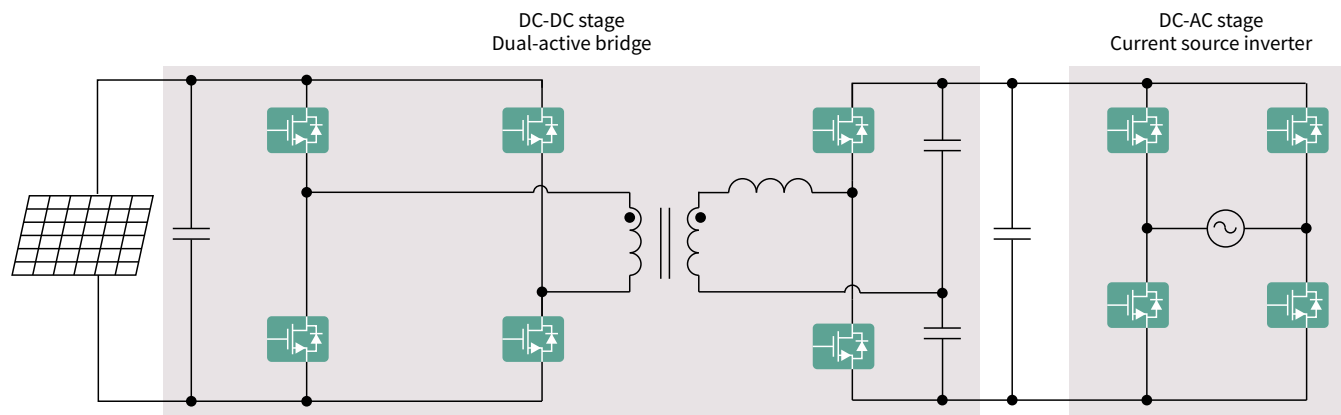 DC-DC stage
Dual-active bridge
DC-AC stage
Current source inverter